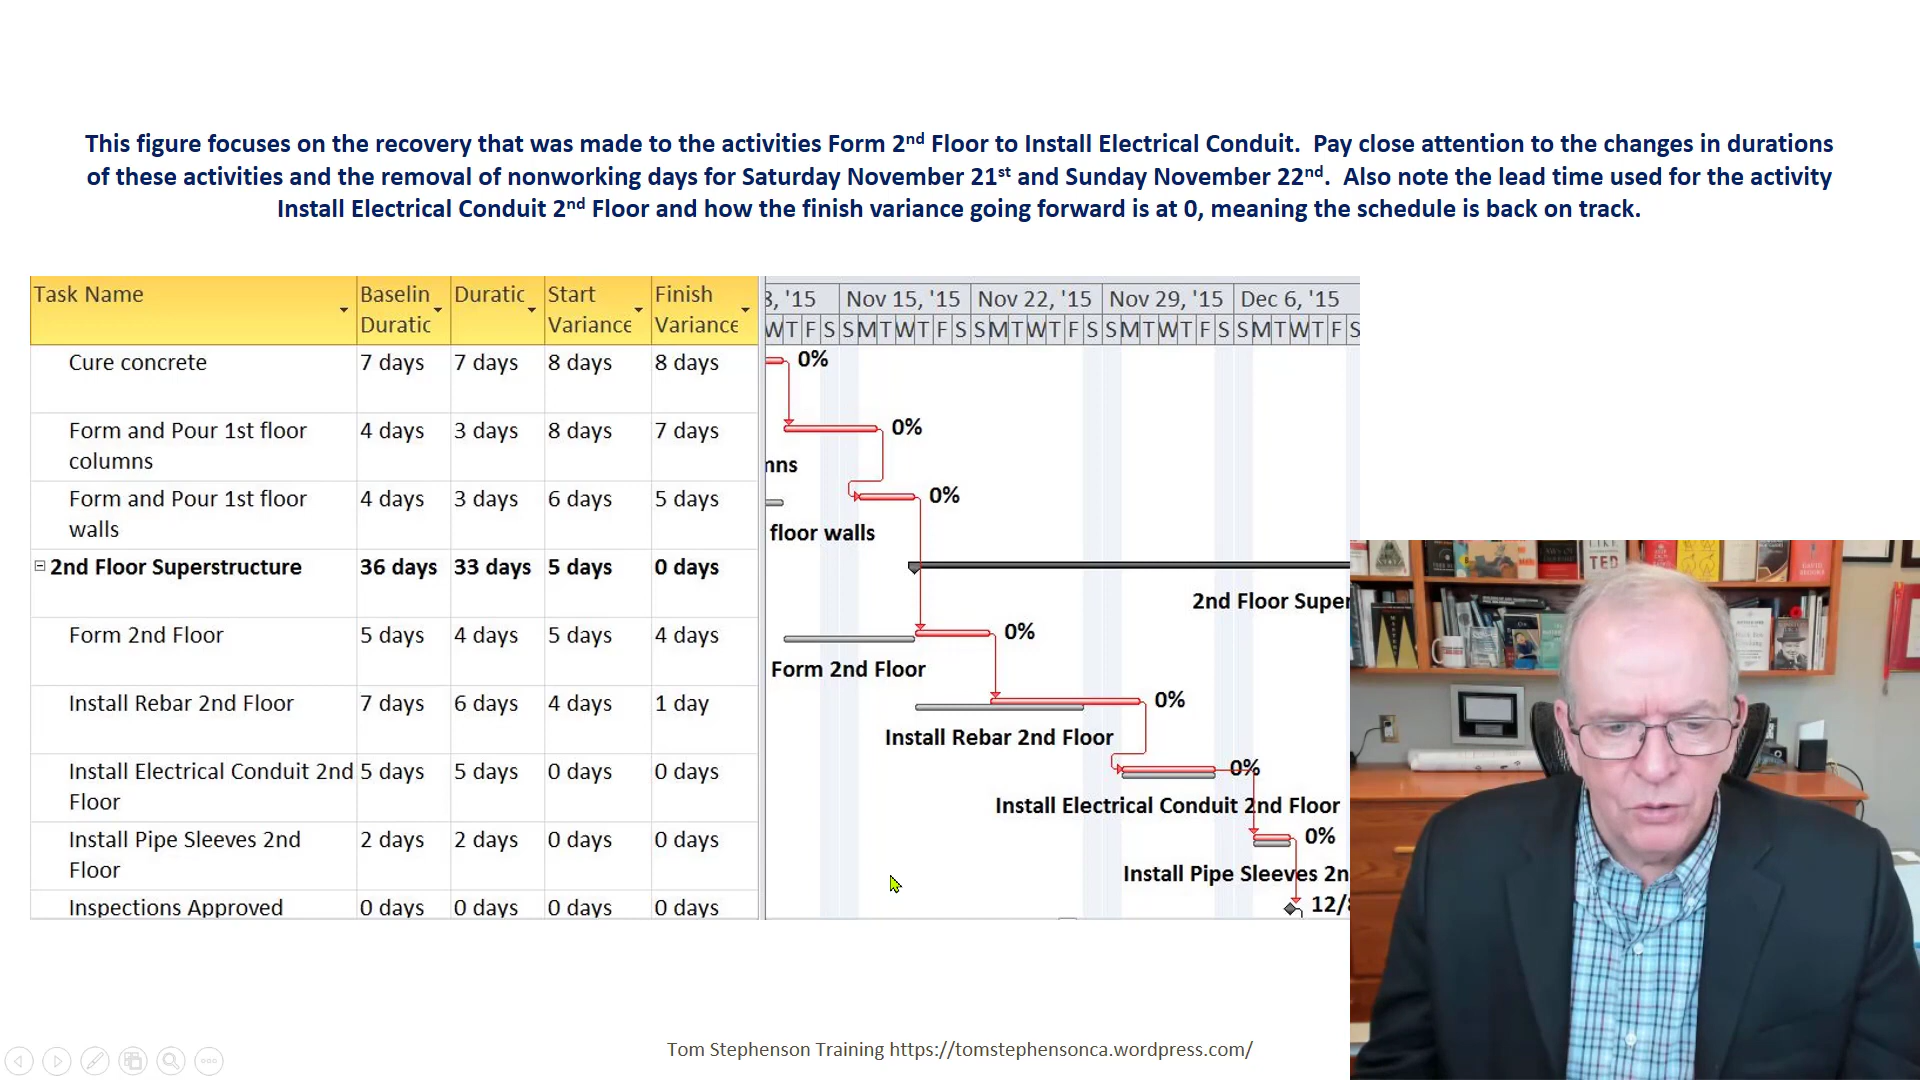 This figure focuses on the recovery that was made to the activities Form 2nd Floor to Install Electrical Conduit.  Pay close attention to the changes in durations
of these activities and the removal of nonworking days for Saturday November 21st and Sunday November 22nd.  Also note the lead time used for the activity
Install Electrical Conduit 2nd Floor and how the finish variance going forward is at 0, meaning the schedule is back on track.
Task Name Baselin Duratic Duratic Start Variance Finish Variance
Cure concrete 7 days 7 days 8 days 8 days
Form and Pour 1st floor columns 4 days 3 days 8 days 7 days
Form and Pour 1st floor walls 4 days 3 days 6 days 5 days
2nd Floor Superstructure 36 days 33 days 5 days 0 days
Form 2nd Floor 5 days 4 days 5 days 4 days
Install Rebar 2nd Floor 7 days 6 days 4 days 1 day
Install Electrical Conduit 2nd Floor 5 days 5 days 0 days 0 days
Install Pipe Sleeves 2nd Floor 2 days 2 days 0 days 0 days
Inspections Approved 0 days 0 days 0 days 0 days
3, '15 Nov 15, '15 Nov 22, '15 Nov 29, '15 Dec 6, '15
W T F S S M T W T F S S M T W T F S S M T W T F S S M T W T F S
0%
0%
nns
0%
floor walls
2nd Floor Super
0%
Form 2nd Floor
0%
Install Rebar 2nd Floor
0%
Install Electrical Conduit 2nd Floor
0%
Install Pipe Sleeves 2n
12/8
TED
Tom Stephenson Training https://tomstephensonca.wordpress.com/